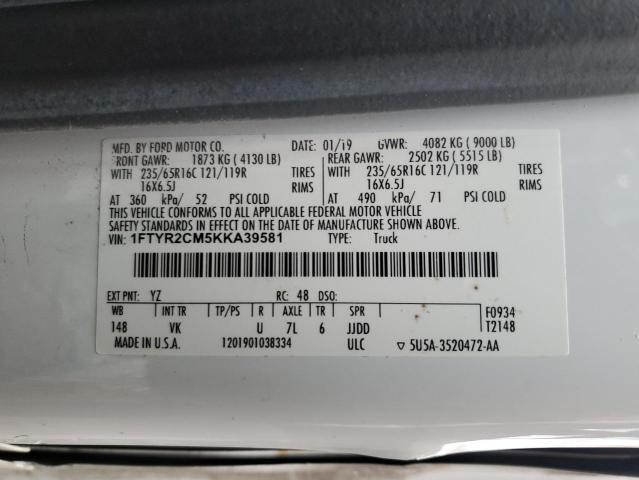 MFD. BY FORD MOTOR CO. DATE: 01/19 GVWR: 4082 KG ( 9000 LB)
FRONT GAWR: 1873 KG ( 4130 LB) REAR GAWR: 2502 KG ( 5515 LB)
WITH 235/65R16C 121/119R TIRES WITH 235/65R16C 121/119R TIRES
16X6.5J RIMS 16X6.5J RIMS
AT 360 kPa/ 52 PSI COLD AT 490 kPa/ 71 PSI COLD
THIS VEHICLE CONFORMS TO ALL APPLICABLE FEDERAL MOTOR VEHICLE
SAFETY STANDARDS IN EFFECT ON THE DATE OF MANUFACTURE SHOWN ABOVE.
VIN: 1FTYR2CM5KKA39581 TYPE: Truck
EXT PNT: YZ RC: 48 DSO:
WB INT TR TP/PS R AXLE TR SPR F0934
148 VK U 7L 6 JJDD T2148
MADE IN U.S.A. 1201901038334 ULC ▽ 5U5A-3520472-AA